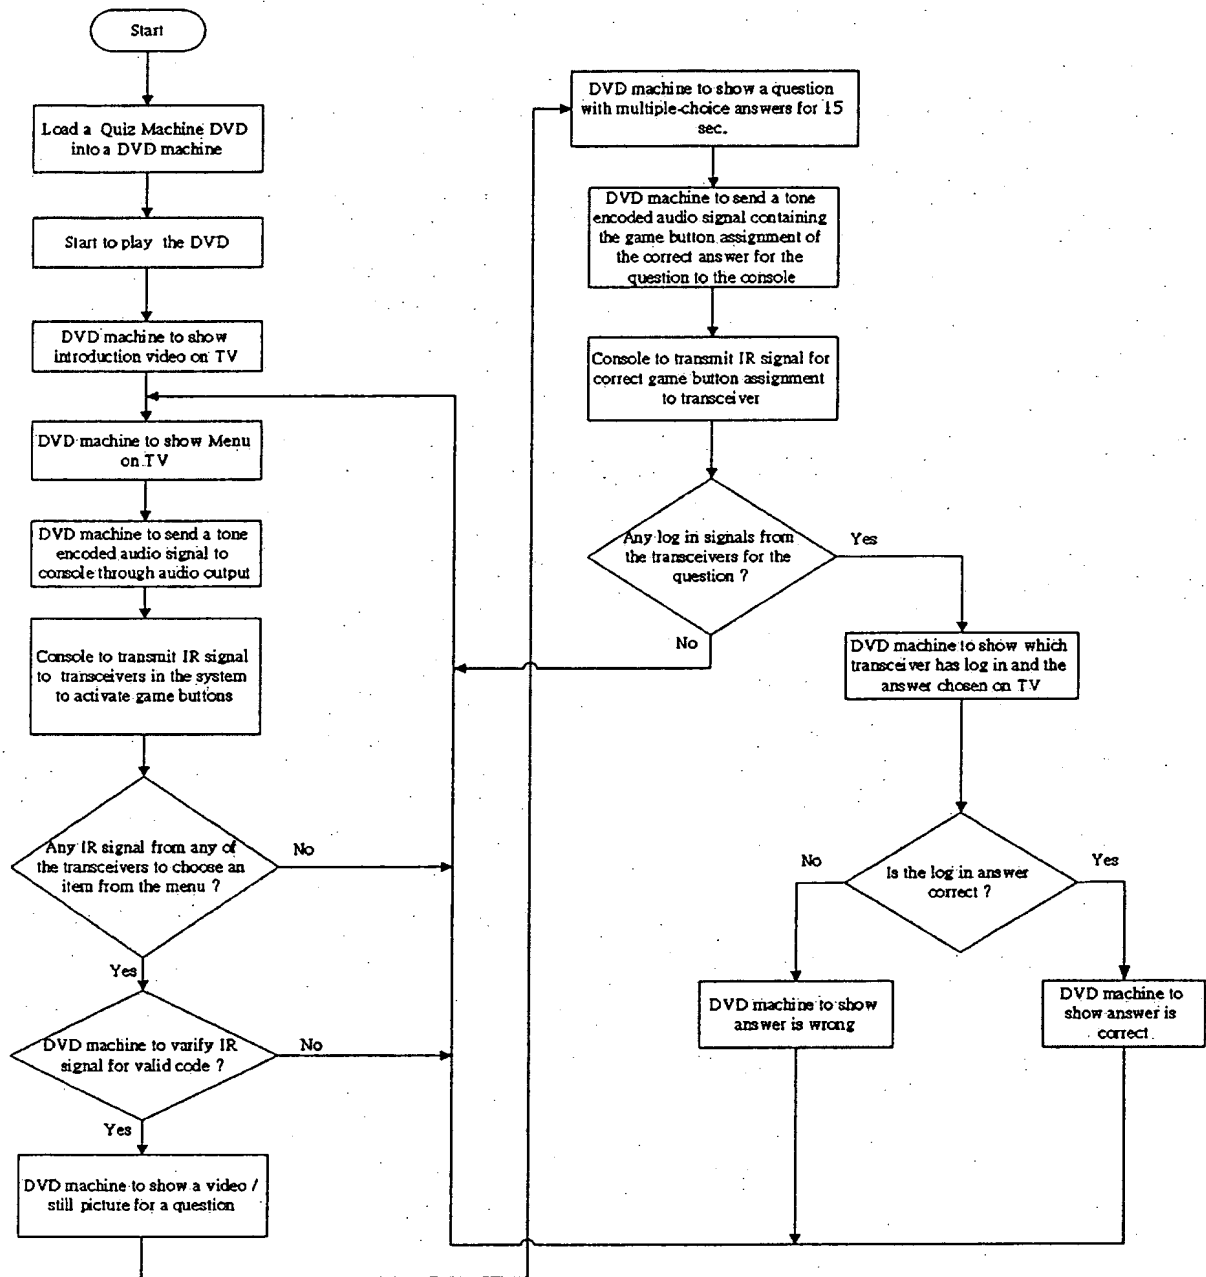 Start
Load a Quiz Machine DVD
into a DVD machine
Start to play the DVD
DVD machine to show
introduction video on TV
DVD machine to show Menu
on TV
DVD machine to send a tone
encoded audio signal to
console through audio output
Console to transmit IR signal
to transceivers in the system
to activate game buttons
Any IR signal from any of
the transceivers to choose an
item from the menu ?
No
Yes
DVD machine to varify IR
signal for valid code ?
No
Yes
DVD machine to show a video /
still picture for a question
DVD machine to show a question
with multiple-choice answers for 15
sec.
DVD machine to send a tone
encoded audio signal containing
the game button assignment of
the correct answer for the
question to the console
Console to transmit IR signal for
correct game button assignment
to transceiver
Any log in signals from
the transceivers for the
question ?
Yes
No
DVD machine to show which
transceiver has log in and the
answer chosen on TV
Is the log in answer
correct ?
No
Yes
DVD machine to show
answer is wrong
DVD machine to
show answer is
correct